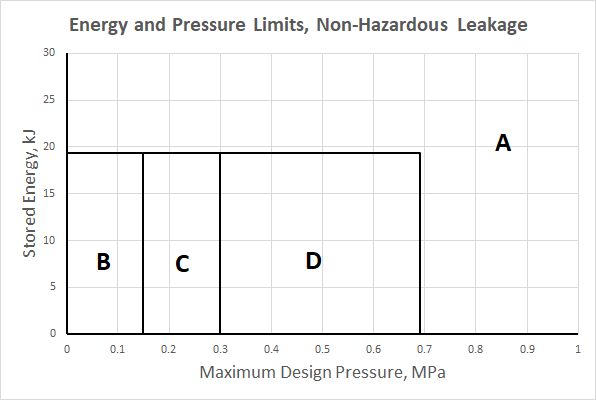 Energy and Pressure Limits, Non-Hazardous Leakage
30
25
20
15
10
5
0
Stored Energy, kJ
A
B
C
D
0 0.1 0.2 0.3 0.4 0.5 0.6 0.7 0.8 0.9 1
Maximum Design Pressure, MPa